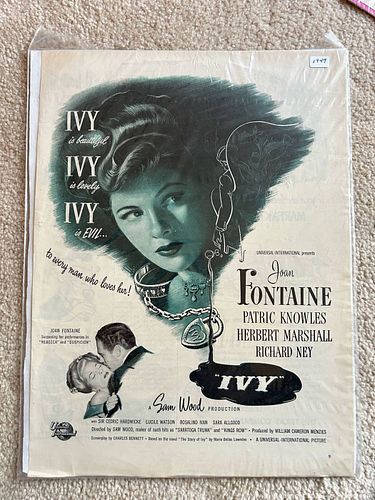 1947
IVY
is beautiful
IVY
is lovely
IVY
is EVIL...
to every man who loves her!
UNIVERSAL-INTERNATIONAL presents
Joan
FONTAINE
PATRIC KNOWLES
HERBERT MARSHALL
RICHARD NEY
"IVY"
JOAN FONTAINE
Surpassing her performances in
"REBECCA" and "SUSPICION"
A Sam Wood PRODUCTION
with SIR CEDRIC HARDWICKE · LUCILE WATSON · ROSALIND IVAN · SARA ALLGOOD
Directed by SAM WOOD, maker of such hits as "SARATOGA TRUNK" and "KINGS ROW" · Produced by WILLIAM CAMERON MENZIES
Screenplay by CHARLES BENNETT · Based on the novel "The Story of Ivy" by Marie Belloc Lowndes · A UNIVERSAL-INTERNATIONAL PICTURE